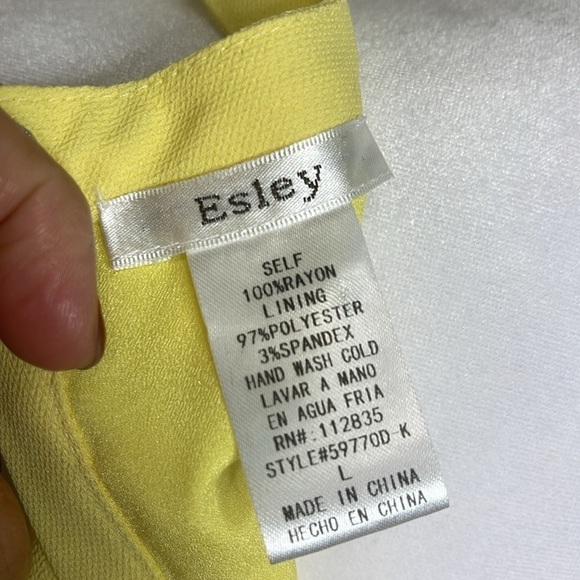 Esley
SELF
100%RAYON
LINING
97%POLYESTER
3%SPANDEX
HAND WASH COLD
LAVAR A MANO
EN AGUA FRIA
RN#:112835
STYLE#59770D-K
L
MADE IN CHINA
HECHO EN CHINA